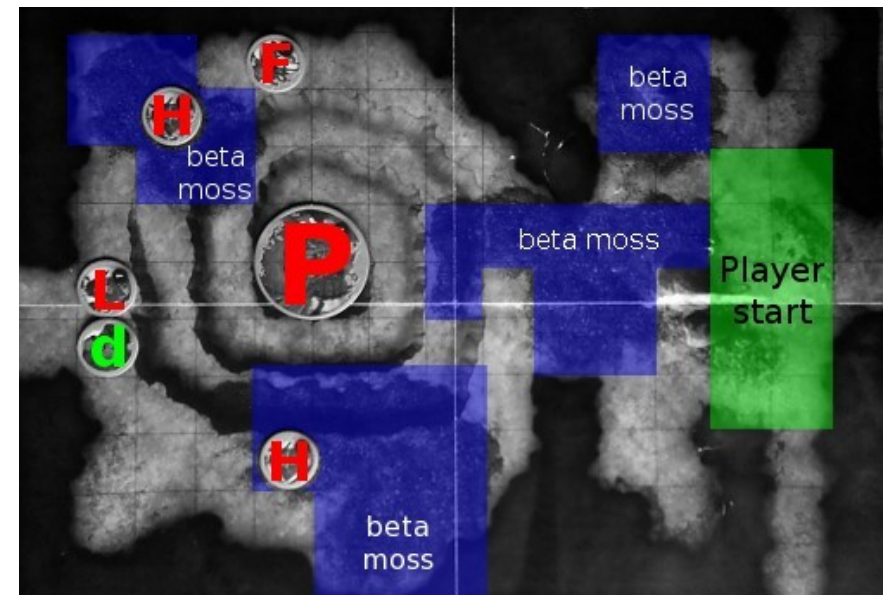 F
beta
moss
H
beta
moss
beta moss
P
Player
start
L
d
H
beta
moss